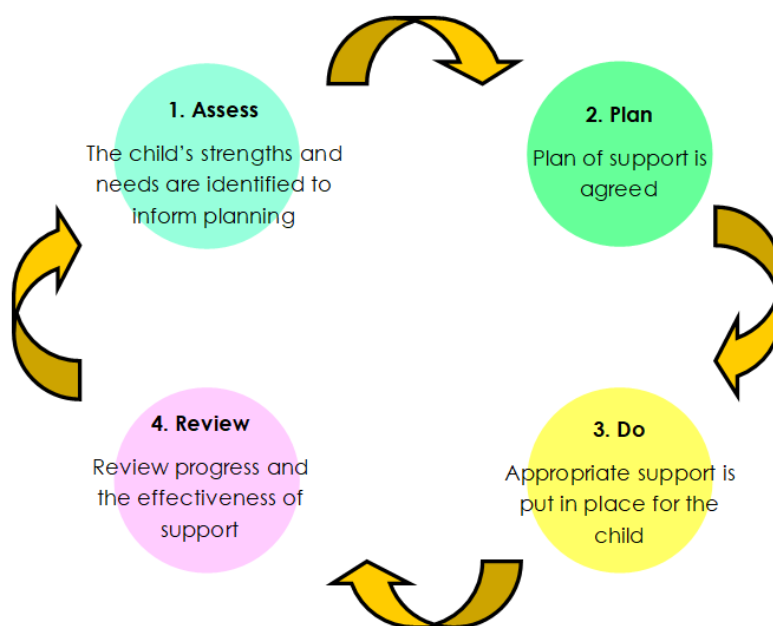 1. Assess
The child’s strengths and
needs are identified to
inform planning
2. Plan
Plan of support is
agreed
3. Do
Appropriate support is
put in place for the
child
4. Review
Review progress and
the effectiveness of
support